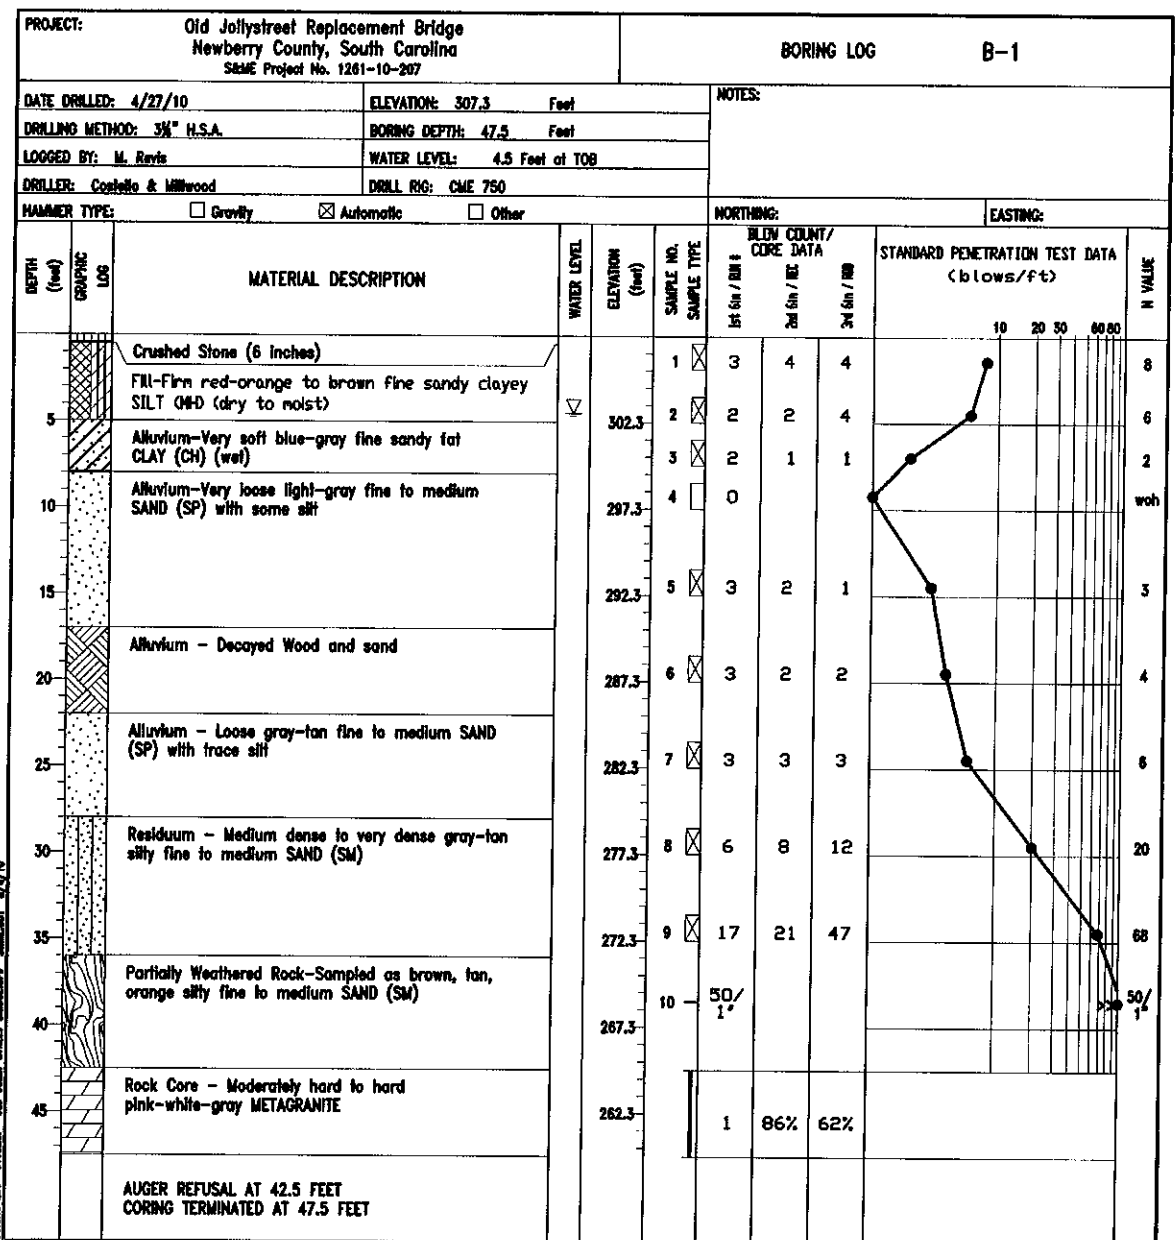 PROJECT:
Old Jollystreet Replacement Bridge
Newberry County, South Carolina
S&ME Project No. 1261-10-207
BORING LOG B-1
DATE DRILLED: 4/27/10
ELEVATION: 307.3 Feet
NOTES:
DRILLING METHOD: 3¼" H.S.A.
BORING DEPTH: 47.5 Feet
LOGGED BY: M. Revis
WATER LEVEL: 4.5 Feet at TOB
DRILLER: Costello & Millwood
DRILL RIG: CME 750
HAMMER TYPE: Gravity Automatic Other
NORTHING:
EASTING:
DEPTH (feet)
GRAPHIC LOG
MATERIAL DESCRIPTION
WATER LEVEL
ELEVATION (feet)
SAMPLE NO.
SAMPLE TYPE
BLOW COUNT/
CORE DATA
1st 6in / RUN #
2nd 6in / REC
3rd 6in / RQD
STANDARD PENETRATION TEST DATA
(blows/ft)
10 20 30 60 80
N VALUE
Crushed Stone (6 inches)
1 3 4 4 8
Fill-Firm red-orange to brown fine sandy clayey
SILT (MH) (dry to moist)
5 302.3 2 2 2 4 6
Alluvium-Very soft blue-gray fine sandy fat
CLAY (CH) (wet)
3 2 1 1 2
Alluvium-Very loose light-gray fine to medium
SAND (SP) with some silt
10 297.3 4 0 woh
15 292.3 5 3 2 1 3
Alluvium - Decayed Wood and sand
20 287.3 6 3 2 2 4
Alluvium - Loose gray-tan fine to medium SAND
(SP) with trace silt
25 282.3 7 3 3 3 6
Residuum - Medium dense to very dense gray-tan
silty fine to medium SAND (SM)
30 277.3 8 6 8 12 20
35 272.3 9 17 21 47 68
Partially Weathered Rock-Sampled as brown, tan,
orange silty fine to medium SAND (SM)
10 50/1" >> 50/1"
40 267.3
Rock Core - Moderately hard to hard
pink-white-gray METAGRANITE
45 262.3 1 86% 62%
AUGER REFUSAL AT 42.5 FEET
CORING TERMINATED AT 47.5 FEET